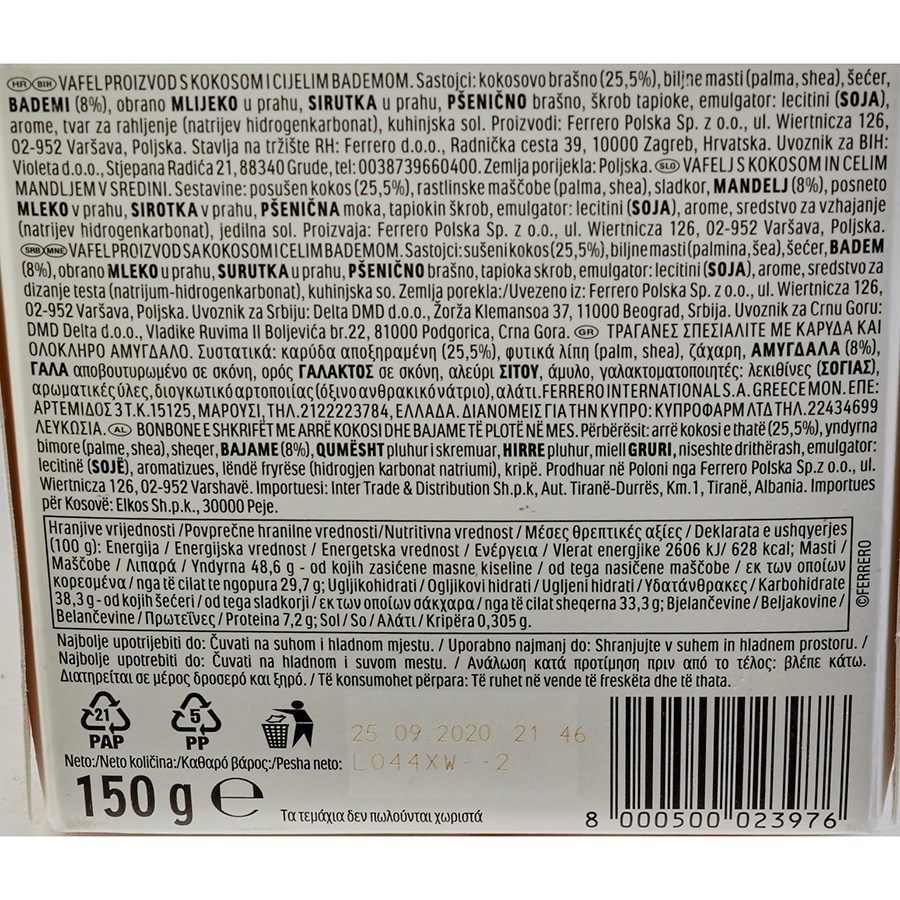 HR BIH VAFEL PROIZVOD S KOKOSOM I CIJELIM BADEMOM. Sastojci: kokosovo brašno (25,5%), biljne masti (palma, shea), šećer,
BADEMI (8%), obrano MLIJEKO u prahu, SIRUTKA u prahu, PŠENIČNO brašno, škrob tapioke, emulgator: lecitini (SOJA),
arome, tvar za rahljenje (natrijev hidrogenkarbonat), kuhinjska sol. Proizvodi: Ferrero Polska Sp. z o.o., ul. Wiertnicza 126,
02-952 Varšava, Poljska. Stavlja na tržište RH: Ferrero d.o.o., Radnička cesta 39, 10000 Zagreb, Hrvatska. Uvoznik za BIH:
Violeta d.o.o., Stjepana Radića 21, 88340 Grude, tel: 0038739660400. Zemlja porijekla: Poljska. SLO VAFELJ S KOKOSOM IN CELIM
MANDLJEM V SREDINI. Sestavine: posušen kokos (25,5%), rastlinske maščobe (palma, shea), sladkor, MANDELJ (8%), posneto
MLEKO v prahu, SIROTKA v prahu, PŠENIČNA moka, tapiokin škrob, emulgator: lecitini (SOJA), arome, sredstvo za vzhajanje
(natrijev hidrogenkarbonat), jedilna sol. Proizvaja: Ferrero Polska Sp. z o.o., ul. Wiertnicza 126, 02-952 Varšava, Poljska.
SRB MNE VAFEL PROIZVOD SA KOKOSOM I CELIM BADEMOM. Sastojci: sušeni kokos (25,5%), biljne masti (palmina, šea), šećer, BADEM
(8%), obrano MLEKO u prahu, SURUTKA u prahu, PŠENIČNO brašno, tapioka skrob, emulgator: lecitini (SOJA), arome, sredstvo za
dizanje testa (natrijum-hidrogenkarbonat), kuhinjska so. Zemlja porekla:/Uvezeno iz: Ferrero Polska Sp. z o.o., ul. Wiertnicza 126,
02-952 Varšava, Poljska. Uvoznik za Srbiju: Delta DMD d.o.o., Žorža Klemansoa 37, 11000 Beograd, Srbija. Uvoznik za Crnu Goru:
DMD Delta d.o.o., Vladike Ruvima II Boljevića br.22, 81000 Podgorica, Crna Gora. GR ΤΡΑΓΑΝΕΣ ΣΠΕΣΙΑΛΙΤΕ ΜΕ ΚΑΡΥΔΑ ΚΑΙ
ΟΛΟΚΛΗΡΟ ΑΜΥΓΔΑΛΟ. Συστατικά: καρύδα αποξηραμένη (25,5%), φυτικά λίπη (palm, shea), ζάχαρη, ΑΜΥΓΔΑΛΑ (8%),
ΓΑΛΑ αποβουτυρωμένο σε σκόνη, ορός ΓΑΛΑΚΤΟΣ σε σκόνη, αλεύρι ΣΙΤΟΥ, άμυλο, γαλακτωματοποιητές: λεκιθίνες (ΣΟΓΙΑΣ),
αρωματικές ύλες, διογκωτικό αρτοποιίας (όξινο ανθρακικό νάτριο), αλάτι. FERRERO INTERNATIONAL S.A. GREECE ΜΟΝ. ΕΠΕ:
ΑΡΤΕΜΙΔΟΣ 3 Τ.Κ. 15125, ΜΑΡΟΥΣΙ, ΤΗΛ. 2122223784, ΕΛΛΑΔΑ. ΔΙΑΝΟΜΕΙΣ ΓΙΑ ΤΗΝ ΚΥΠΡΟ: ΚΥΠΡΟΦΑΡΜ ΛΤΔ ΤΗΛ. 22434699
ΛΕΥΚΩΣΙΑ. AL BONBONE E SHKRIFËT ME ARRË KOKOSI DHE BAJAME TË PLOTË NË MES. Përbërësit: arrë kokosi e thatë (25,5%), yndyrna
bimore (palme, shea), sheqer, BAJAME (8%), QUMËSHT pluhur i skremuar, HIRRE pluhur, miell GRURI, niseshte drithërash, emulgator:
lecitinë (SOJË), aromatizues, lëndë fryrëse (hidrogjen karbonat natriumi), kripë. Prodhuar në Poloni nga Ferrero Polska Sp.z o.o., ul.
Wiertnicza 126, 02-952 Varshavë. Importuesi: Inter Trade & Distribution Sh.p.k, Aut. Tiranë-Durrës, Km.1, Tiranë, Albania. Importues
për Kosovë: Elkos Sh.p.k., 30000 Peje.
Hranjive vrijednosti /Povprečne hranilne vrednosti/Nutritivna vrednost / Μέσες θρεπτικές αξίες / Deklarata e ushqyerjes
(100 g): Energija / Energijska vrednost / Energetska vrednost / Ενέργεια / Vlerat energjike 2606 kJ/ 628 kcal; Masti /
Maščobe / Λιπαρά / Yndyrna 48,6 g - od kojih zasićene masne kiseline / od tega nasičene maščobe / εκ των οποίων
κορεσμένα / nga të cilat te ngopura 29,7 g; Ugljikohidrati / Ogljikovi hidrati / Ugljeni hidrati / Υδατάνθρακες / Karbohidrate
38,3 g - od kojih šećeri / od tega sladkorji / εκ των οποίων σάκχαρα / nga të cilat sheqerna 33,3 g; Bjelančevine / Beljakovine /
Belančevine / Πρωτεΐνες / Proteina 7,2 g; Sol / So / Αλάτι / Kripëra 0,305 g.
©FERRERO
Najbolje upotrijebiti do: Čuvati na suhom i hladnom mjestu. / Uporabno najmanj do: Shranjujte v suhem in hladnem prostoru. /
Najbolje upotrebiti do: Čuvati na hladnom i suvom mestu. / Ανάλωση κατά προτίμηση πριν από το τέλος: βλέπε κάτω.
Διατηρείται σε μέρος δροσερό και ξηρό. / Të konsumohet përpara: Të ruhet në vende të freskëta dhe të thata.
21 5
PAP PP
25.09.2020 21:46
L044XW--2
Neto:/Neto količina:/Καθαρό βάρος:/Pesha neto:
150 g e
Τα τεμάχια δεν πωλούνται χωριστά
8 000500 023976